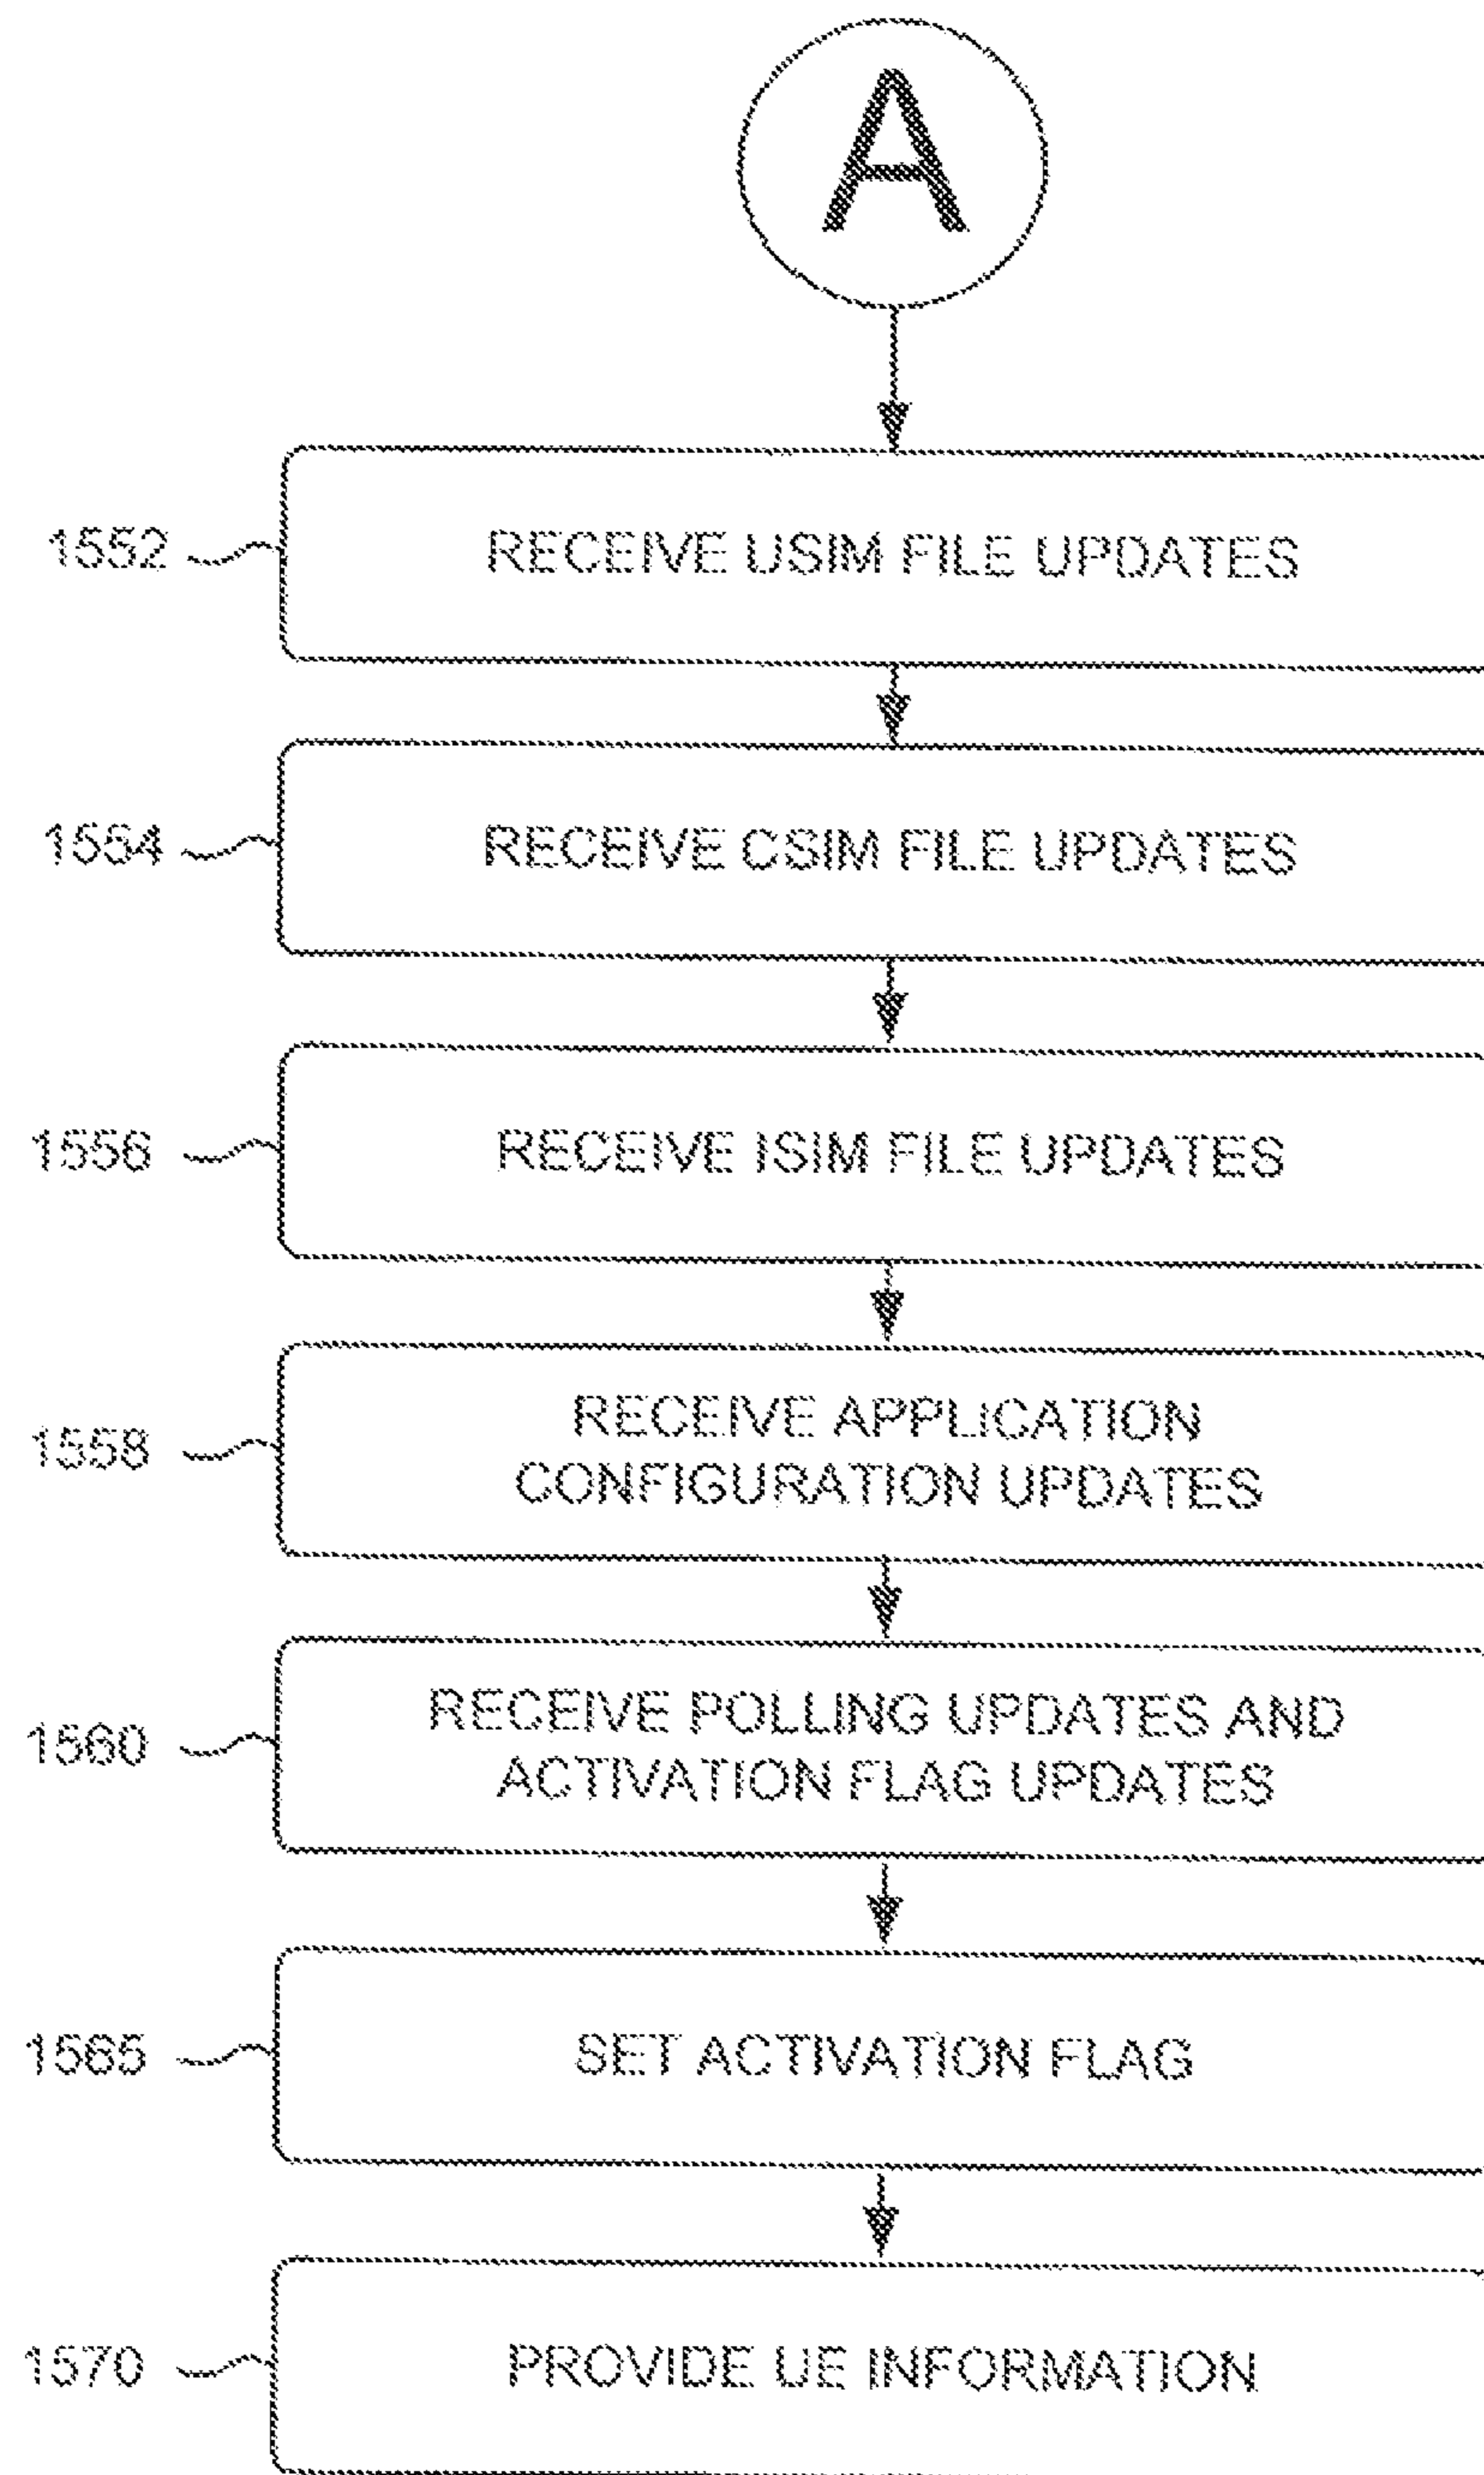 A
1552 RECEIVE USIM FILE UPDATES
1554 RECEIVE CSIM FILE UPDATES
1556 RECEIVE ISIM FILE UPDATES
1558 RECEIVE APPLICATION
CONFIGURATION UPDATES
1560 RECEIVE POLLING UPDATES AND
ACTIVATION FLAG UPDATES
1565 SET ACTIVATION FLAG
1570 PROVIDE UE INFORMATION